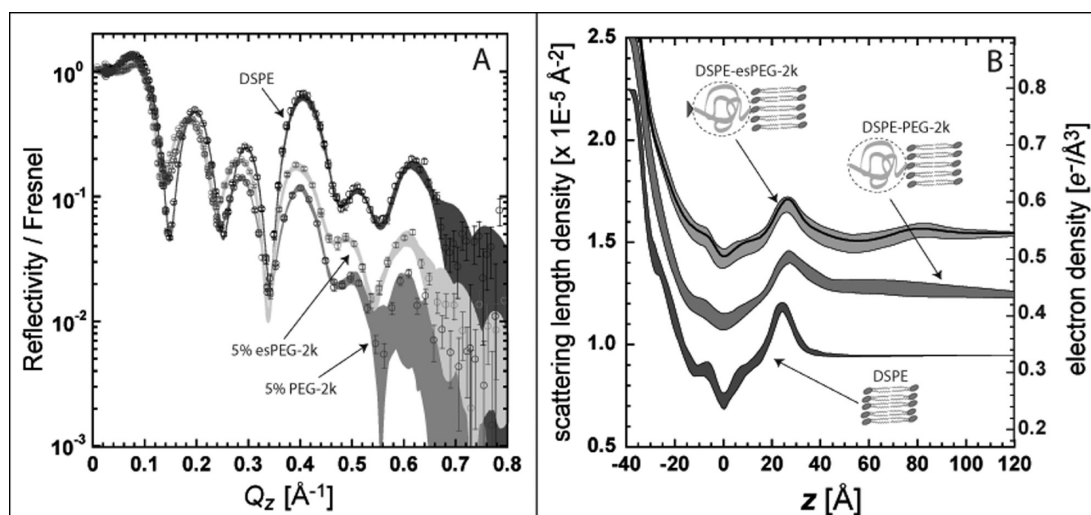 A
Reflectivity / Fresnel
10⁰
10⁻¹
10⁻²
10⁻³
DSPE
5% esPEG-2k
5% PEG-2k
0 0.1 0.2 0.3 0.4 0.5 0.6 0.7 0.8
Qz [Å⁻¹]
B
scattering length density [x 1E-5 Å-2]
2.5
2.0
1.5
1.0
0.5
DSPE-esPEG-2k
DSPE-PEG-2k
DSPE
0.8
0.7
0.6
0.5
0.4
0.3
0.2
electron density [e⁻/Å³]
-40 -20 0 20 40 60 80 100 120
z [Å]